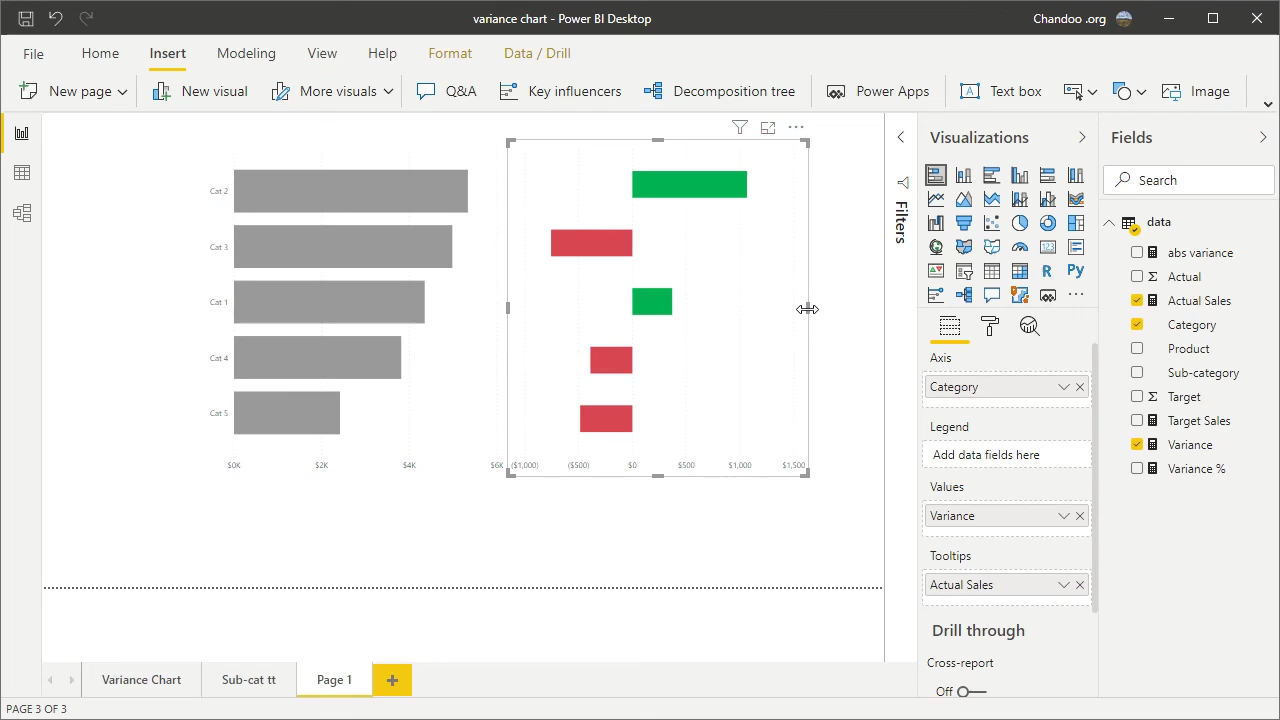 variance chart - Power BI Desktop
Chandoo .org
File Home Insert Modeling View Help Format Data / Drill
New page New visual More visuals Q&A Key influencers Decomposition tree Power Apps Text box Image
Cat 2
Cat 3
Cat 1
Cat 4
Cat 5
$0K $2K $4K $6K
($1,000) ($500) $0 $500 $1,000 $1,500
Filters
Visualizations
123
R Py
Axis
Category
Legend
Add data fields here
Values
Variance
Tooltips
Actual Sales
Drill through
Cross-report
Off
Fields
Search
data
abs variance
Σ Actual
Actual Sales
Category
Product
Sub-category
Σ Target
Target Sales
Variance
Variance %
Variance Chart Sub-cat tt Page 1
PAGE 3 OF 3